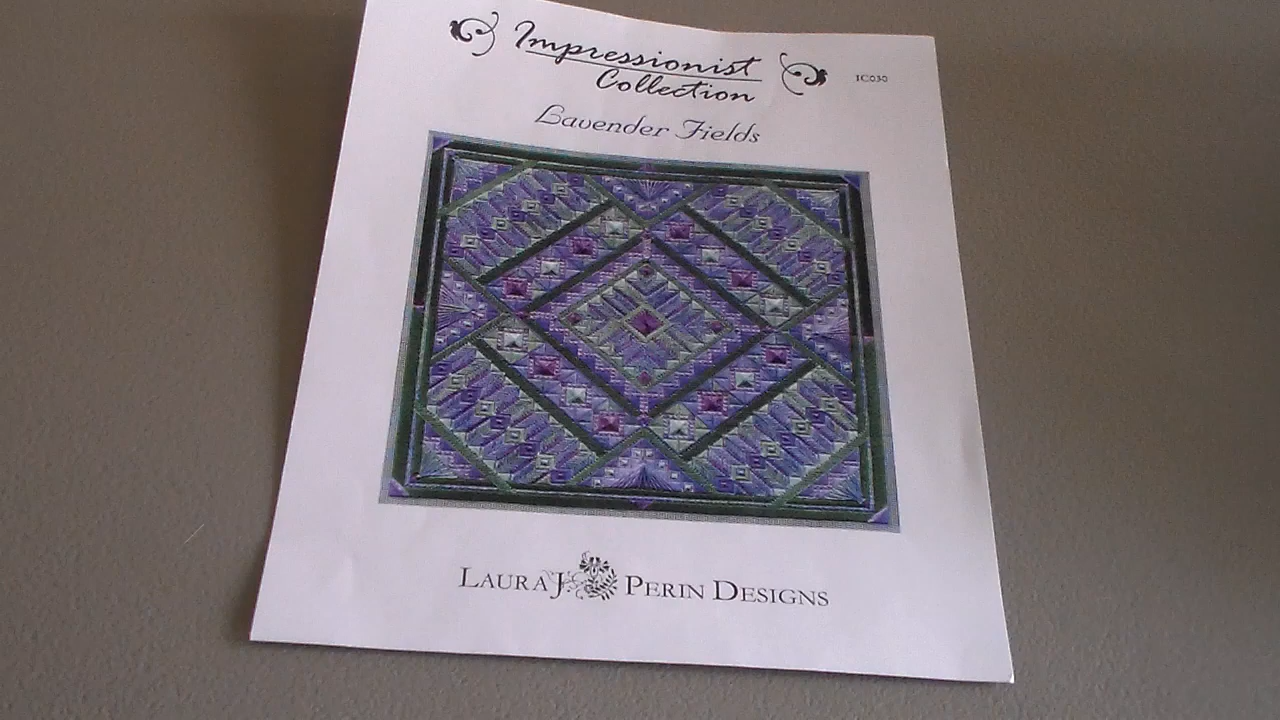 Impressionist
Collection
IC030
Lavender Fields
LAURA J. PERIN DESIGNS